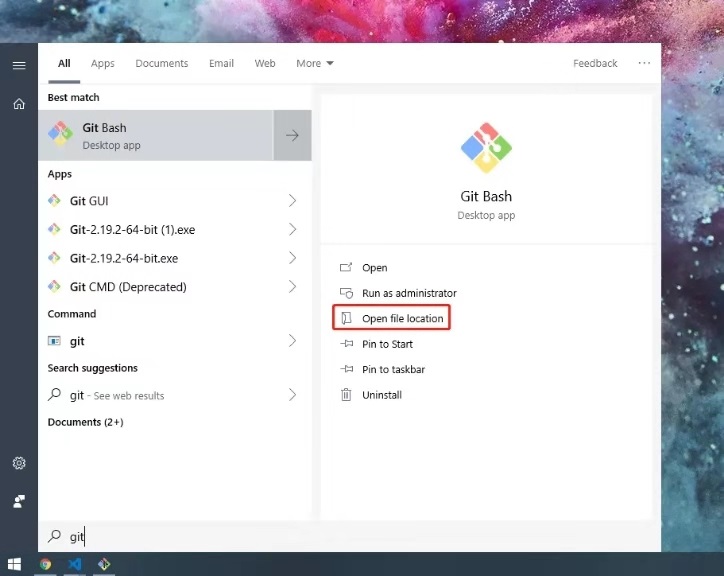 All Apps Documents Email Web More Feedback ...
Best match
Git Bash
Desktop app
Apps
Git GUI
Git-2.19.2-64-bit (1).exe
Git-2.19.2-64-bit.exe
Git CMD (Deprecated)
Command
git
Search suggestions
git - See web results
Documents (2+)
Git Bash
Desktop app
Open
Run as administrator
Open file location
Pin to Start
Pin to taskbar
Uninstall
git